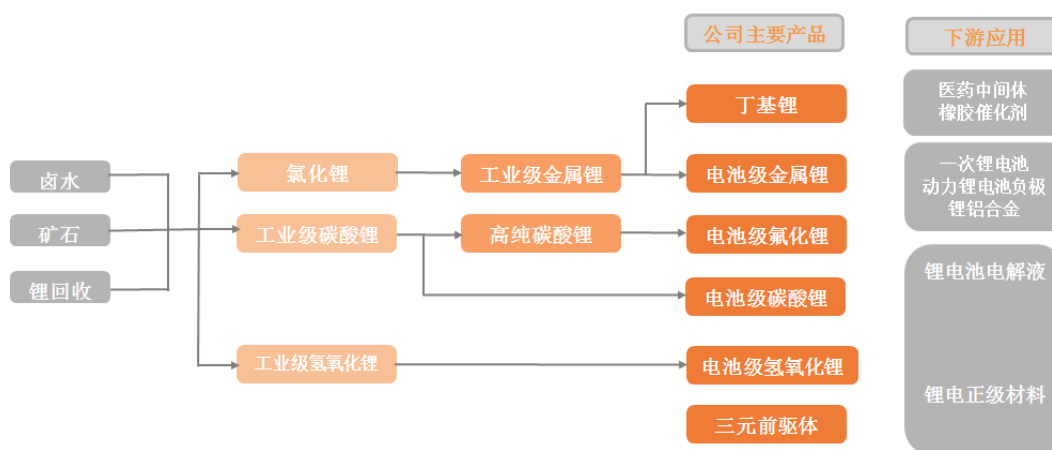 公司主要产品
下游应用
丁基锂
医药中间体
橡胶催化剂
卤水
氯化锂
工业级金属锂
电池级金属锂
一次锂电池
动力锂电池负极
锂铝合金
矿石
工业级碳酸锂
高纯碳酸锂
电池级氟化锂
锂回收
电池级碳酸锂
锂电池电解液
工业级氢氧化锂
电池级氢氧化锂
锂电正级材料
三元前驱体